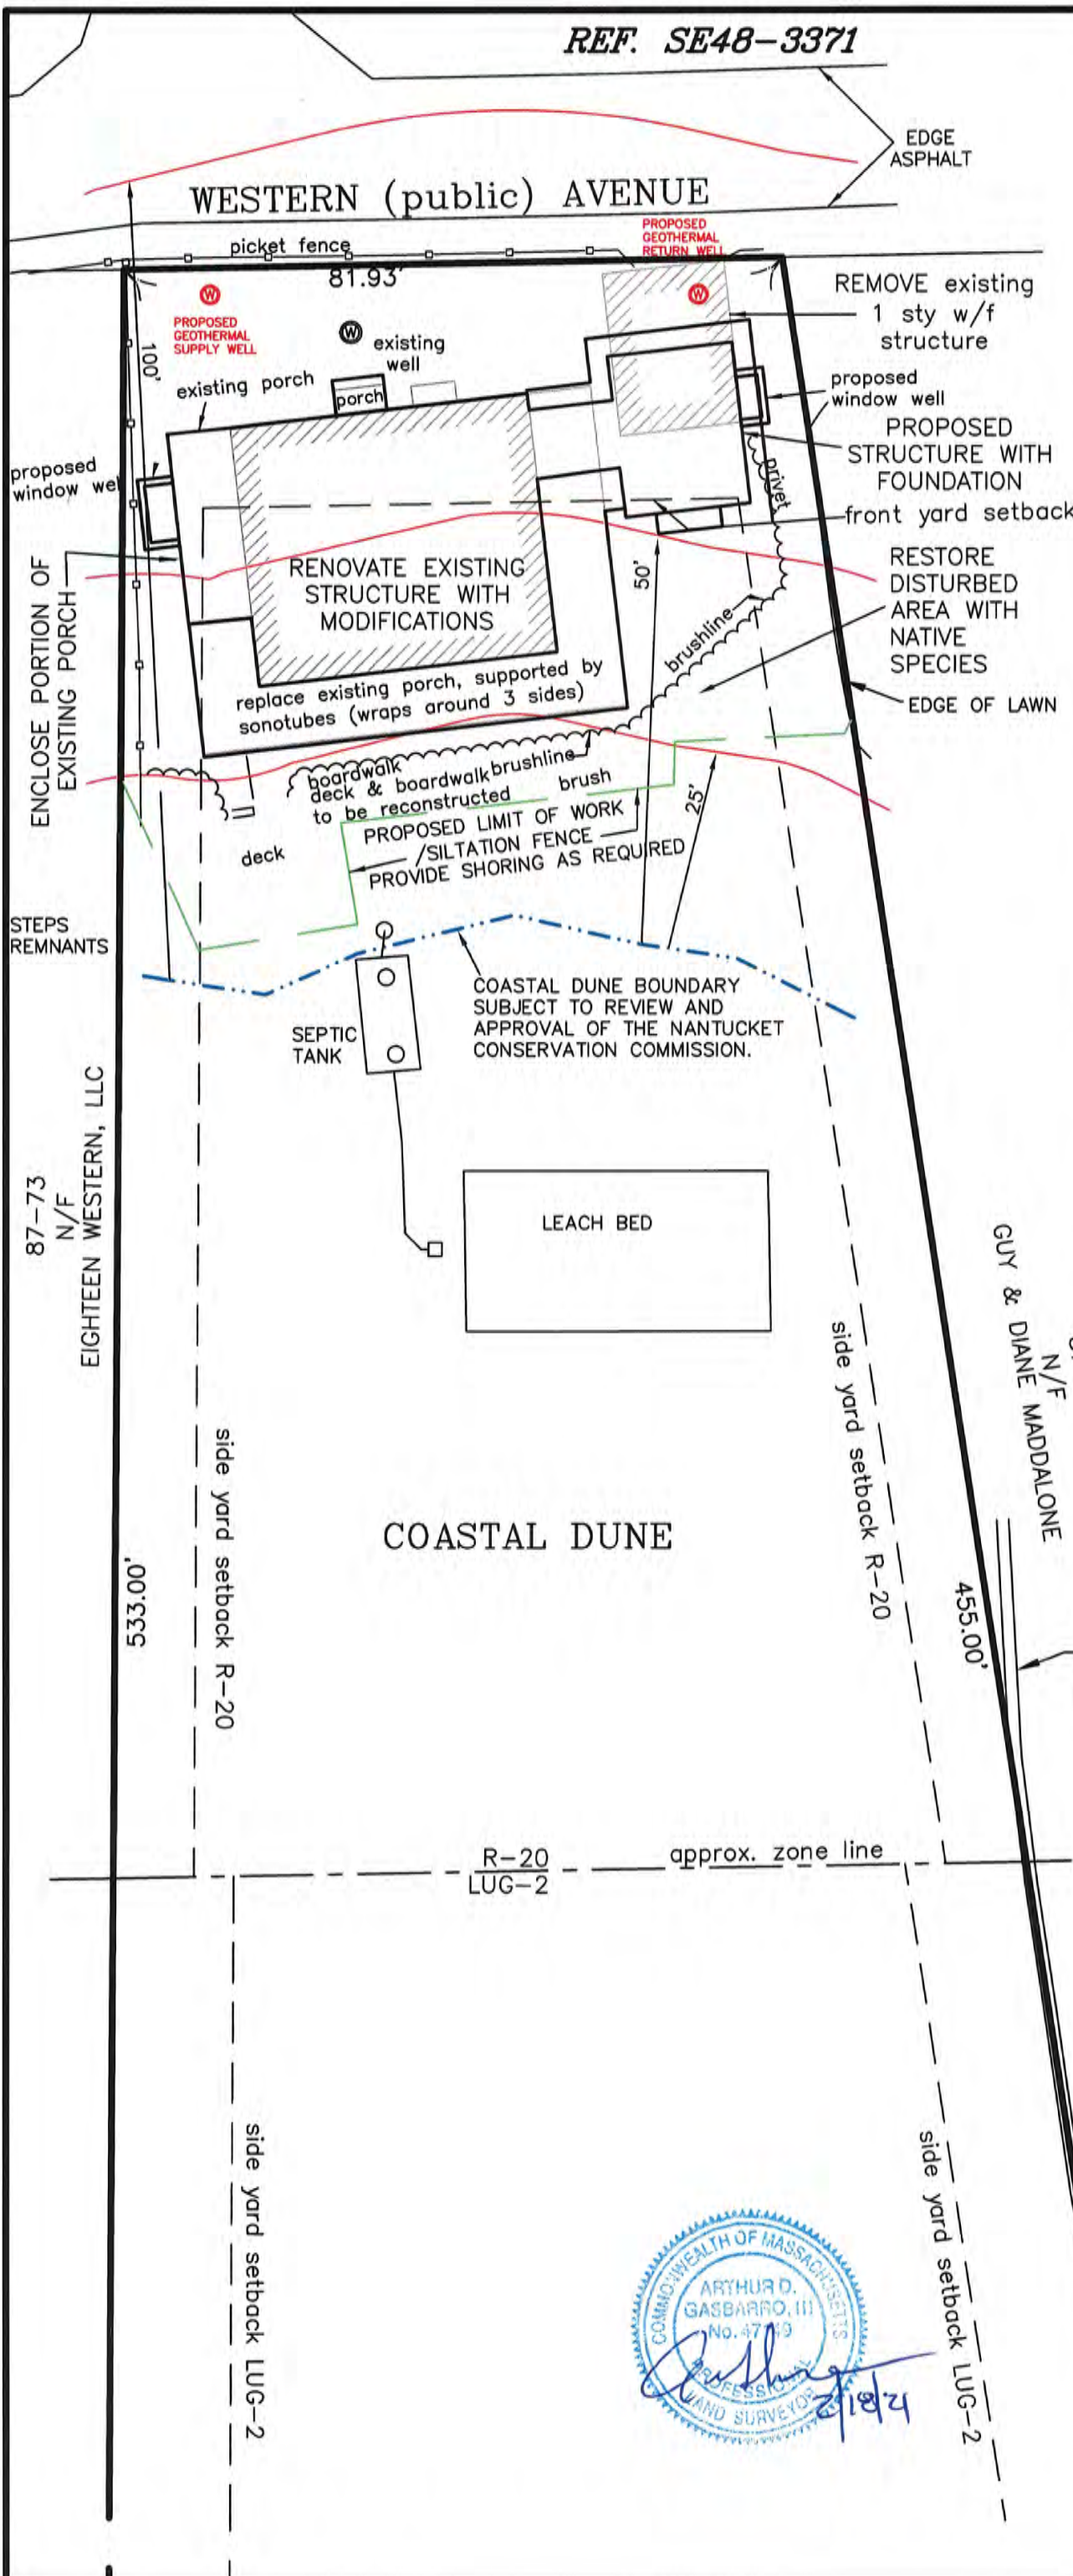 REF. SE48-3371
EDGE
ASPHALT
WESTERN (public) AVENUE
picket fence
81.93'
PROPOSED
GEOTHERMAL
RETURN WELL
W
W
W
PROPOSED
GEOTHERMAL
SUPPLY WELL
100'
existing
well
existing porch
porch
REMOVE existing
1 sty w/f
structure
proposed
window well
PROPOSED
STRUCTURE WITH
FOUNDATION
privet
front yard setback
proposed
window wel
ENCLOSE PORTION OF
EXISTING PORCH
RENOVATE EXISTING
STRUCTURE WITH
MODIFICATIONS
50'
RESTORE
DISTURBED
AREA WITH
NATIVE
SPECIES
brushline
replace existing porch, supported by
sonotubes (wraps around 3 sides)
EDGE OF LAWN
boardwalk
deck & boardwalk
to be reconstructed
brushline
brush
25'
deck
PROPOSED LIMIT OF WORK
/SILTATION FENCE
PROVIDE SHORING AS REQUIRED
STEPS
REMNANTS
COASTAL DUNE BOUNDARY
SUBJECT TO REVIEW AND
APPROVAL OF THE NANTUCKET
CONSERVATION COMMISSION.
SEPTIC
TANK
87-73
N/F
EIGHTEEN WESTERN, LLC
LEACH BED
N/F
GUY & DIANE MADDALONE
side yard setback R-20
side yard setback R-20
COASTAL DUNE
533.00'
455.00'
R-20
LUG-2
approx. zone line
side yard setback LUG-2
side yard setback LUG-2
COMMONWEALTH OF MASSACHUSETTS
ARTHUR D.
GASBARRO, III
PROFESSIONAL
LAND SURVEYOR